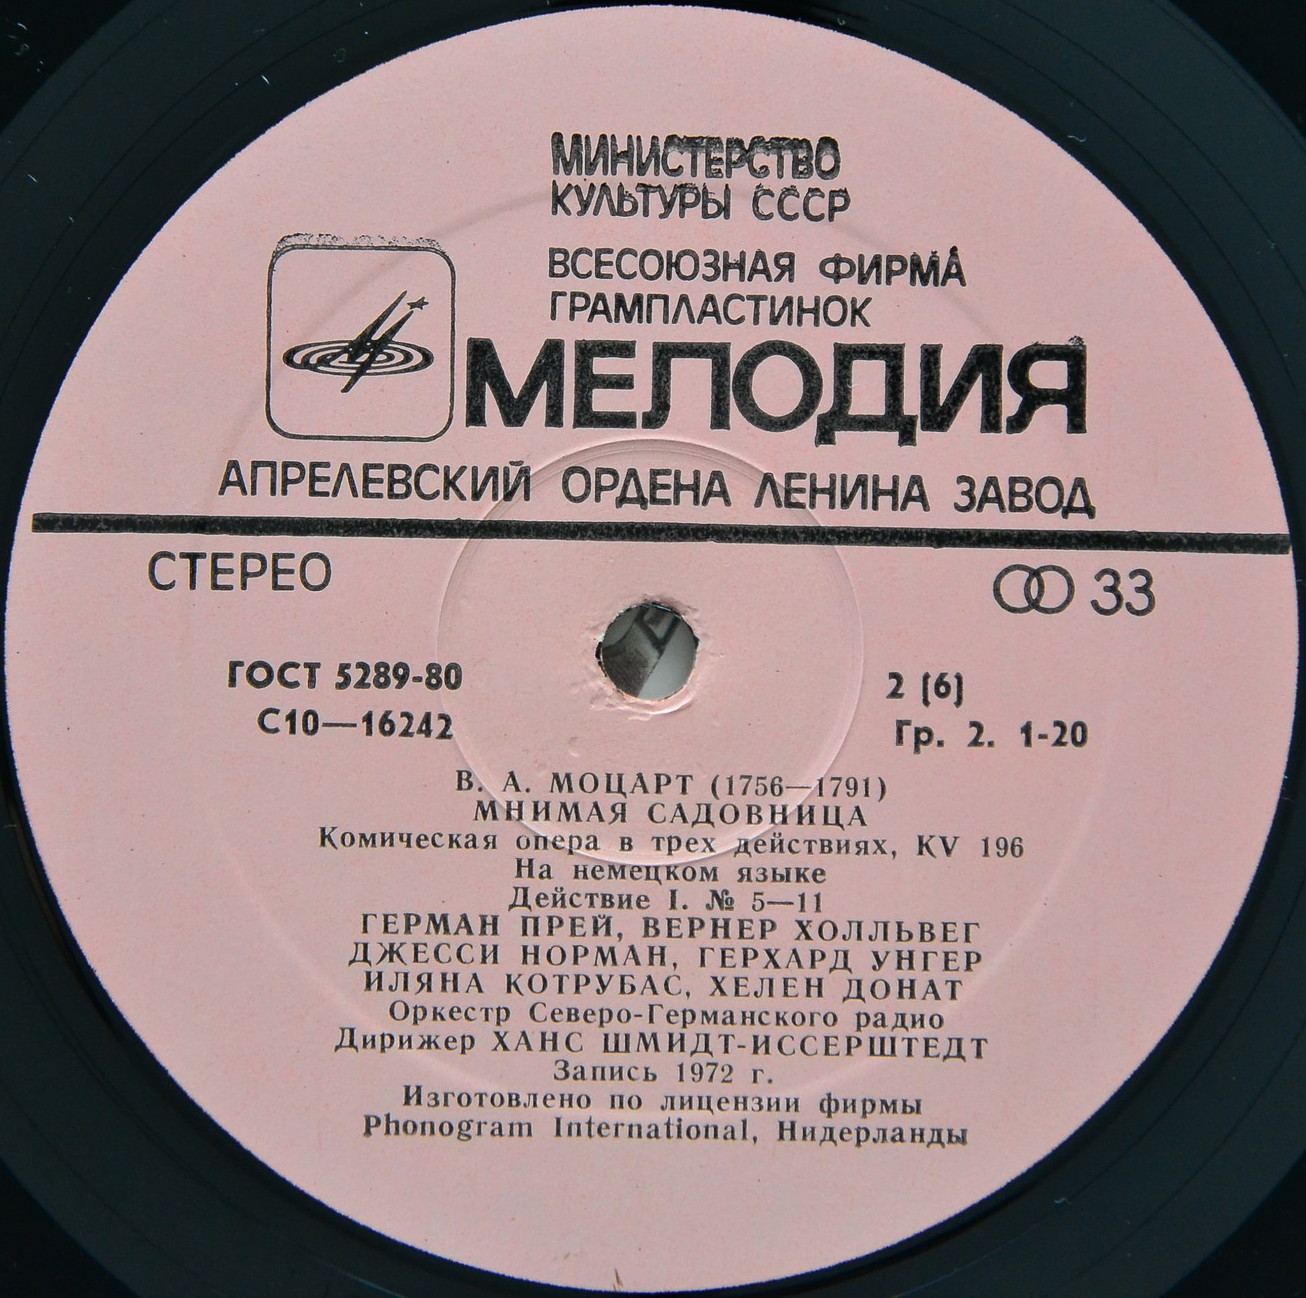 МИНИСТЕРСТВО
КУЛЬТУРЫ СССР
ВСЕСОЮЗНАЯ ФИРМА
ГРАМПЛАСТИНОК
МЕЛОДИЯ
АПРЕЛЕВСКИЙ ОРДЕНА ЛЕНИНА ЗАВОД
СТЕРЕО 33
ГОСТ 5289-80 2 (6)
С10—16242 Гр. 2. 1-20
В. А. МОЦАРТ (1756—1791)
МНИМАЯ САДОВНИЦА
Комическая опера в трех действиях, KV 196
На немецком языке
Действие I. № 5—11
ГЕРМАН ПРЕЙ, ВЕРНЕР ХОЛЛЬВЕГ
ДЖЕССИ НОРМАН, ГЕРХАРД УНГЕР
ИЛЯНА КОТРУБАС, ХЕЛЕН ДОНАТ
Оркестр Северо-Германского радио
Дирижер ХАНС ШМИДТ-ИССЕРШТЕДТ
Запись 1972 г.
Изготовлено по лицензии фирмы
Phonogram International, Нидерланды